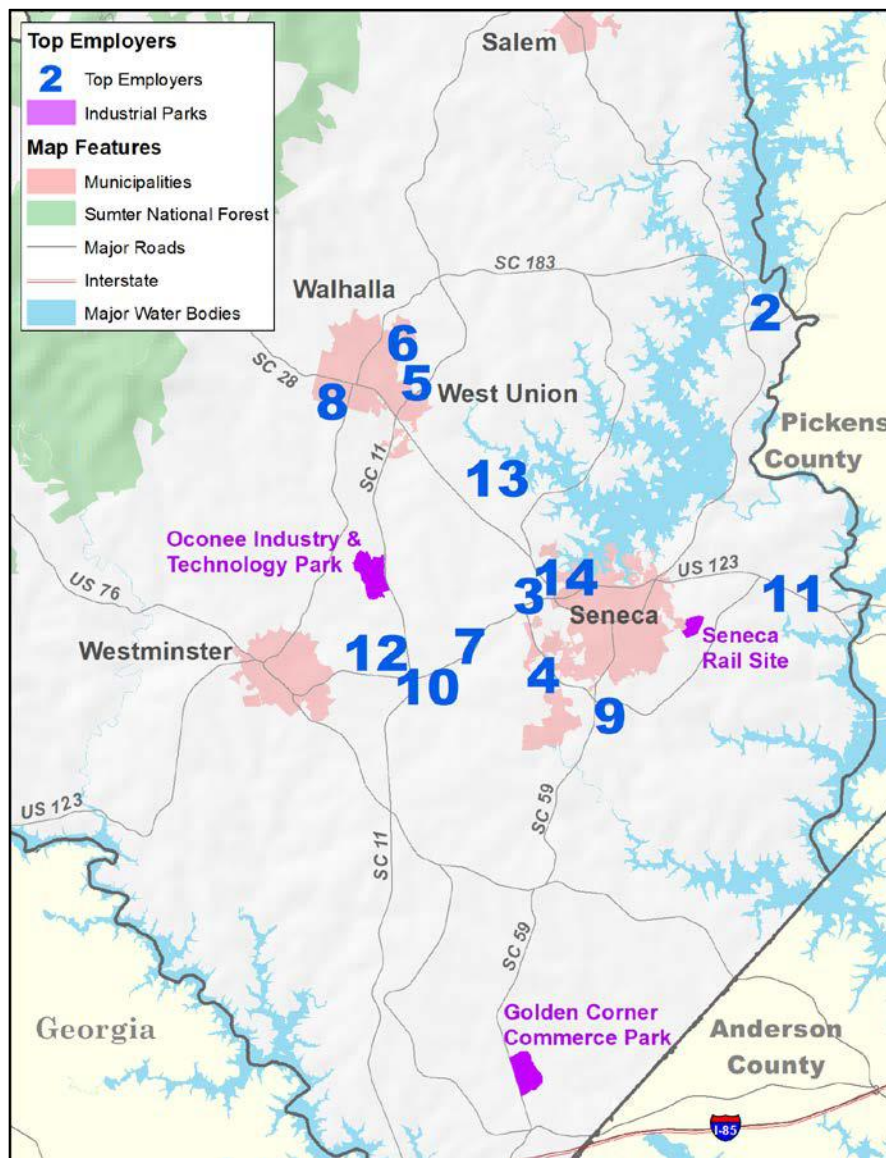 Top Employers
2 Top Employers
Industrial Parks
Map Features
Municipalities
Sumter National Forest
Major Roads
Interstate
Major Water Bodies
Salem
SC 183
Walhalla
2
6
SC 28
5
8
West Union
Pickens
County
SC 11
13
Oconee Industry &
Technology Park
US 76
14
US 123
3
11
Seneca
Westminster
Seneca
Rail Site
12
7
10
4
9
US 123
SC 59
SC 11
SC 59
Golden Corner
Commerce Park
Georgia
Anderson
County
I-85